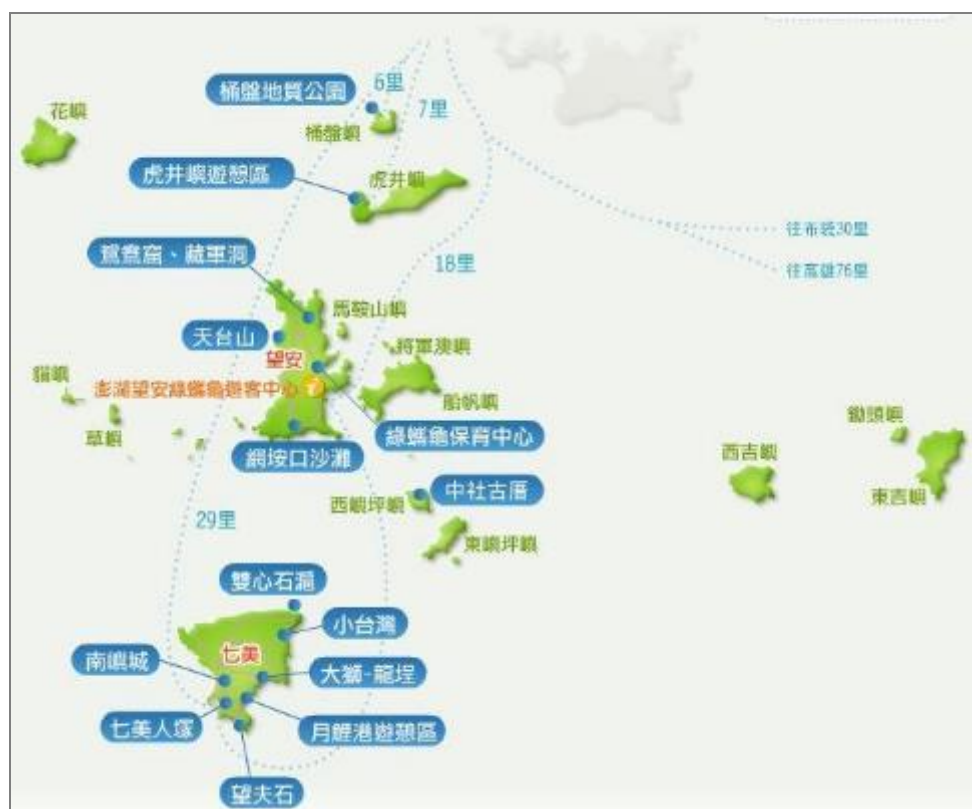 6里
桶盤地質公園
7里
花嶼
桶盤嶼
虎井嶼遊憩區
虎井嶼
往布袋30里
鴛鴦窟、藏軍洞
18里
往高雄76里
馬鞍山嶼
天台山
將軍澳嶼
望安
貓嶼
澎湖望安綠蠵龜遊客中心
船帆嶼
鋤頭嶼
草嶼
綠蠵龜保育中心
網垵口沙灘
西吉嶼
中社古厝
東吉嶼
西嶼坪嶼
29里
東嶼坪嶼
雙心石滬
小台灣
七美
南嶼城
大獅-龍埕
七美人塚
月鯉港遊憩區
望夫石